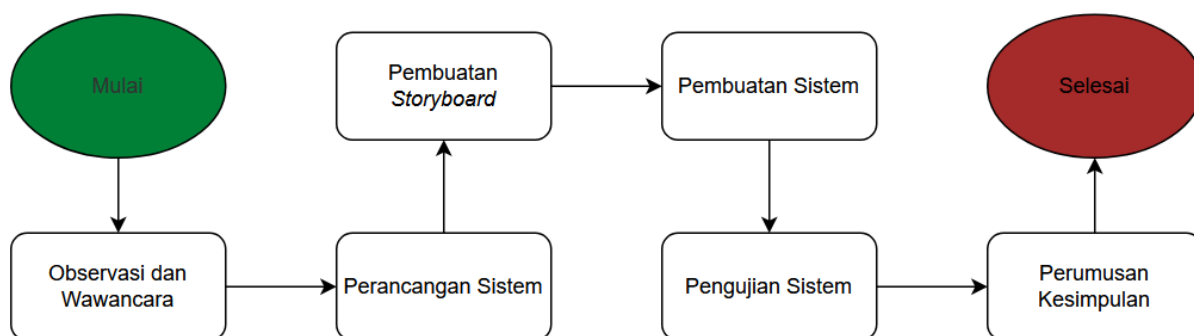 Mulai
Observasi dan
Wawancara
Perancangan Sistem
Pembuatan
Storyboard
Pembuatan Sistem
Pengujian Sistem
Perumusan
Kesimpulan
Selesai